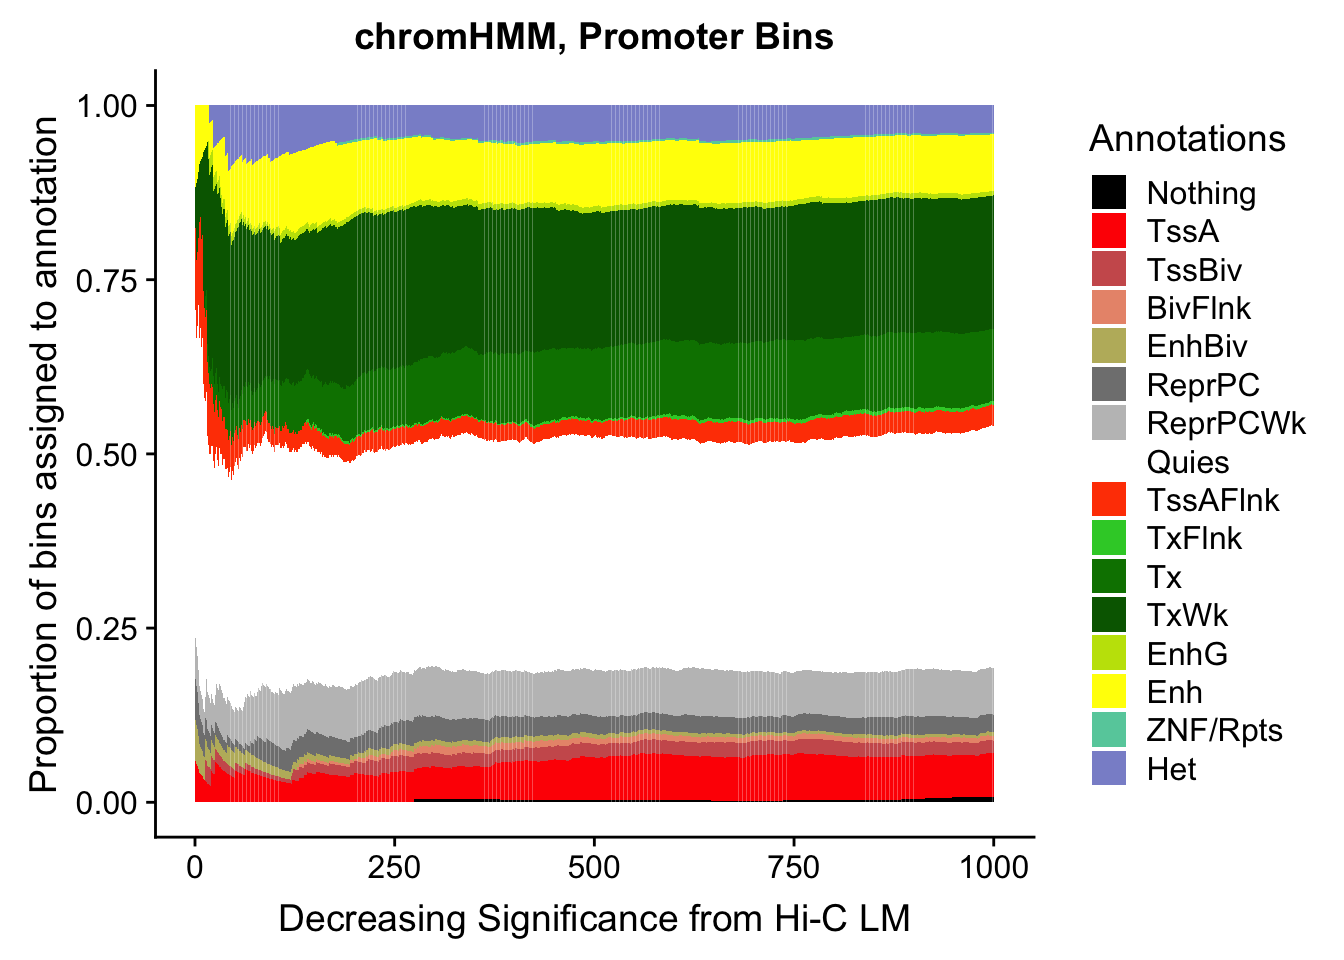 chromHMM, Promoter Bins
Proportion of bins assigned to annotation
1.00
0.75
0.50
0.25
0.00
0
250
500
750
1000
Decreasing Significance from Hi-C LM
Annotations
Nothing
TssA
TssBiv
BivFlnk
EnhBiv
ReprPC
ReprPCWk
Quies
TssAFlnk
TxFlnk
Tx
TxWk
EnhG
Enh
ZNF/Rpts
Het